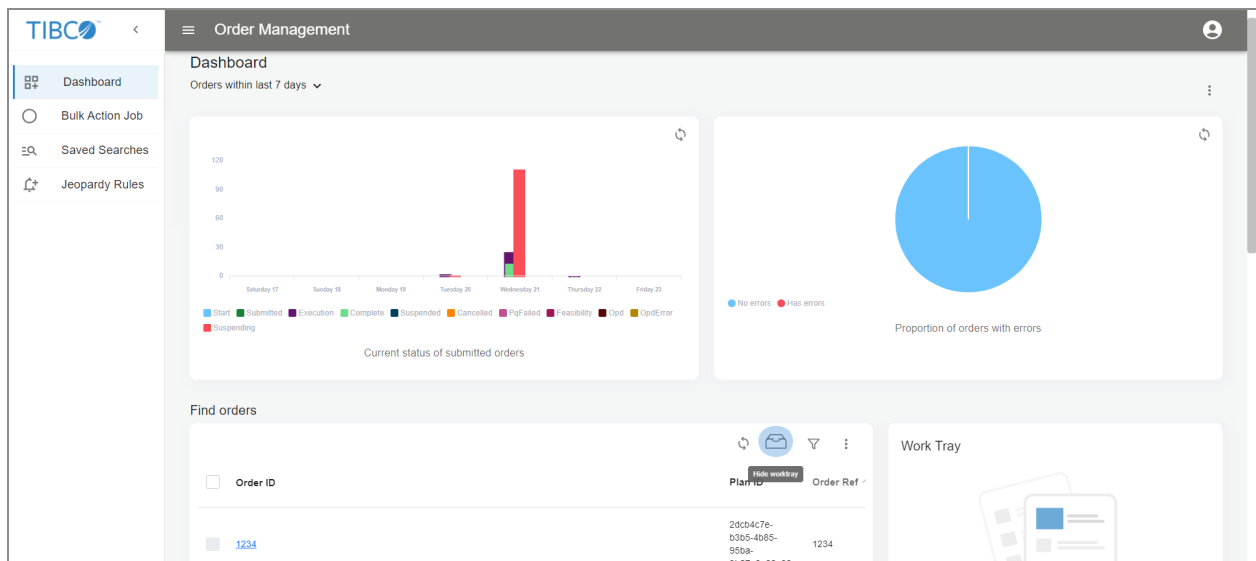 TIBCO
Order Management
Dashboard
Bulk Action Job
Saved Searches
Jeopardy Rules
Dashboard
Orders within last 7 days
120
90
60
30
0
Saturday 17 Sunday 18 Monday 19 Tuesday 20 Wednesday 21 Thursday 22 Friday 23
Start Submitted Execution Complete Suspended Cancelled PqFailed Feasibility Opd OpdError
Suspending
Current status of submitted orders
No errors Has errors
Proportion of orders with errors
Find orders
Hide worktray
Order ID Plan ID Order Ref
1234
2dcb4c7e-
b3b5-4b85-
95ba-
1234
Work Tray